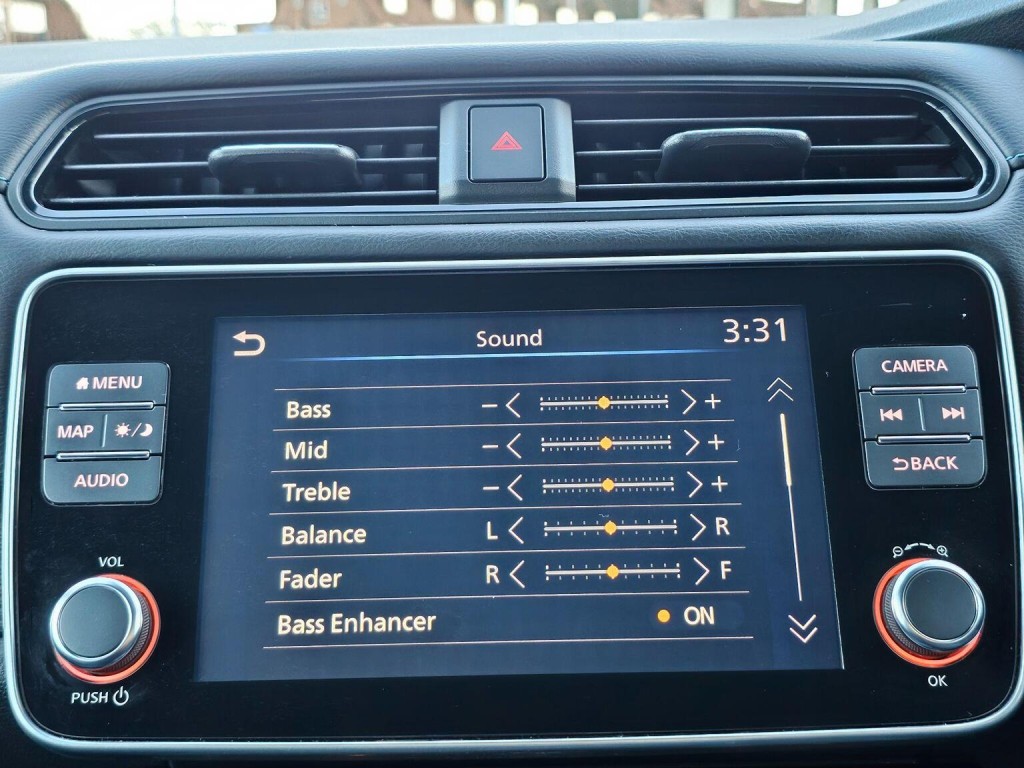 Sound 3:31
Bass - +
Mid - +
Treble - +
Balance L R
Fader R F
Bass Enhancer ON
MENU
MAP
AUDIO
VOL
PUSH
CAMERA
BACK
OK